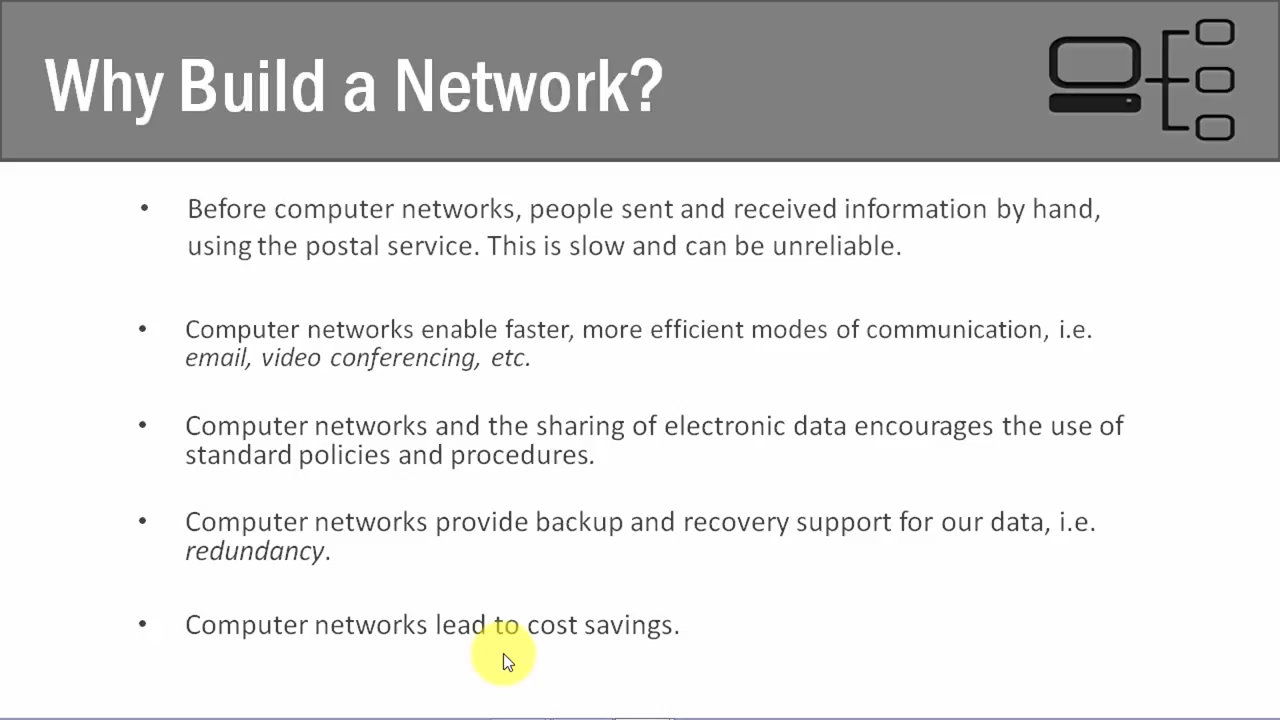 Why Build a Network?
• Before computer networks, people sent and received information by hand,
using the postal service. This is slow and can be unreliable.
• Computer networks enable faster, more efficient modes of communication, i.e.
email, video conferencing, etc.
• Computer networks and the sharing of electronic data encourages the use of
standard policies and procedures.
• Computer networks provide backup and recovery support for our data, i.e.
redundancy.
• Computer networks lead to cost savings.